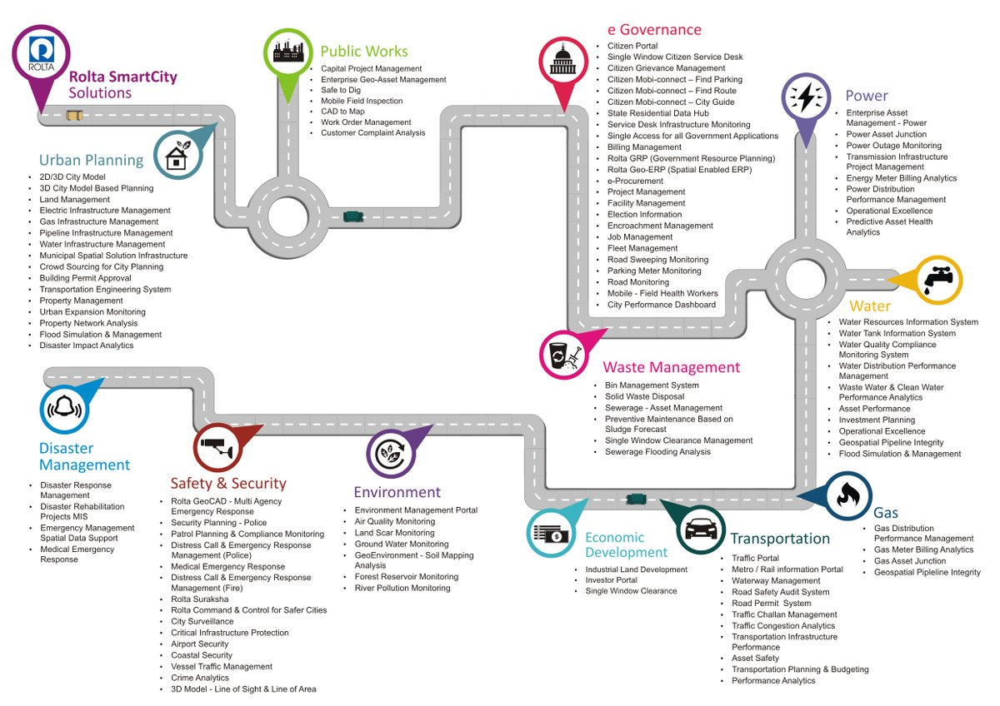 ROLTA
Rolta SmartCity
Solutions
Urban Planning
• 2D/3D City Model
• 3D City Model Based Planning
• Land Management
• Electric Infrastructure Management
• Gas Infrastructure Management
• Pipeline Infrastructure Management
• Water Infrastructure Management
• Municipal Spatial Solution Infrastructure
• Crowd Sourcing for City Planning
• Building Permit Approval
• Transportation Engineering System
• Property Management
• Urban Expansion Monitoring
• Property Network Analysis
• Flood Simulation & Management
• Disaster Impact Analytics
Public Works
• Capital Project Management
• Enterprise Geo-Asset Management
• Safe to Dig
• Mobile Field Inspection
• CAD to Map
• Work Order Management
• Customer Complaint Analysis
e Governance
• Citizen Portal
• Single Window Citizen Service Desk
• Citizen Grievance Management
• Citizen Mobi-connect – Find Parking
• Citizen Mobi-connect – Find Route
• Citizen Mobi-connect – City Guide
• State Residential Data Hub
• Service Desk Infrastructure Monitoring
• Single Access for all Government Applications
• Billing Management
• Rolta GRP (Government Resource Planning)
• Rolta Geo-ERP (Spatial Enabled ERP)
• e-Procurement
• Project Management
• Facility Management
• Election Information
• Encroachment Management
• Job Management
• Fleet Management
• Road Sweeping Monitoring
• Parking Meter Monitoring
• Road Monitoring
• Mobile - Field Health Workers
• City Performance Dashboard
Power
• Enterprise Asset
Management - Power
• Power Asset Junction
• Power Outage Monitoring
• Transmission Infrastructure
Project Management
• Energy Meter Billing Analytics
• Power Distribution
Performance Management
• Operational Excellence
• Predictive Asset Health
Analytics
Water
• Water Resources Information System
• Water Tank Information System
• Water Quality Compliance
Monitoring System
• Water Distribution Performance
Management
• Waste Water & Clean Water
Performance Analytics
• Asset Performance
• Investment Planning
• Operational Excellence
• Geospatial Pipeline Integrity
• Flood Simulation & Management
Waste Management
• Bin Management System
• Solid Waste Disposal
• Sewerage - Asset Management
• Preventive Maintenance Based on
Sludge Forecast
• Single Window Clearance Management
• Sewerage Flooding Analysis
Disaster
Management
• Disaster Response
Management
• Disaster Rehabilitation
Projects MIS
• Emergency Management
Spatial Data Support
• Medical Emergency
Response
Safety & Security
• Rolta GeoCAD - Multi Agency
Emergency Response
• Security Planning - Police
• Patrol Planning & Compliance Monitoring
• Distress Call & Emergency Response
Management (Police)
• Medical Emergency Response
• Distress Call & Emergency Response
Management (Fire)
• Rolta Suraksha
• Rolta Command & Control for Safer Cities
• City Surveillance
• Critical Infrastructure Protection
• Airport Security
• Coastal Security
• Vessel Traffic Management
• Crime Analytics
• 3D Model - Line of Sight & Line of Area
Environment
• Environment Management Portal
• Air Quality Monitoring
• Land Scar Monitoring
• Ground Water Monitoring
• GeoEnvironment - Soil Mapping
Analysis
• Forest Reservoir Monitoring
• River Pollution Monitoring
Economic
Development
• Industrial Land Development
• Investor Portal
• Single Window Clearance
Transportation
• Traffic Portal
• Metro / Rail information Portal
• Waterway Management
• Road Safety Audit System
• Road Permit System
• Traffic Challan Management
• Traffic Congestion Analytics
• Transportation Infrastructure
Performance
• Asset Safety
• Transportation Planning & Budgeting
• Performance Analytics
Gas
• Gas Distribution
Performance Management
• Gas Meter Billing Analytics
• Gas Asset Junction
• Geospatial Pipleline Integrity